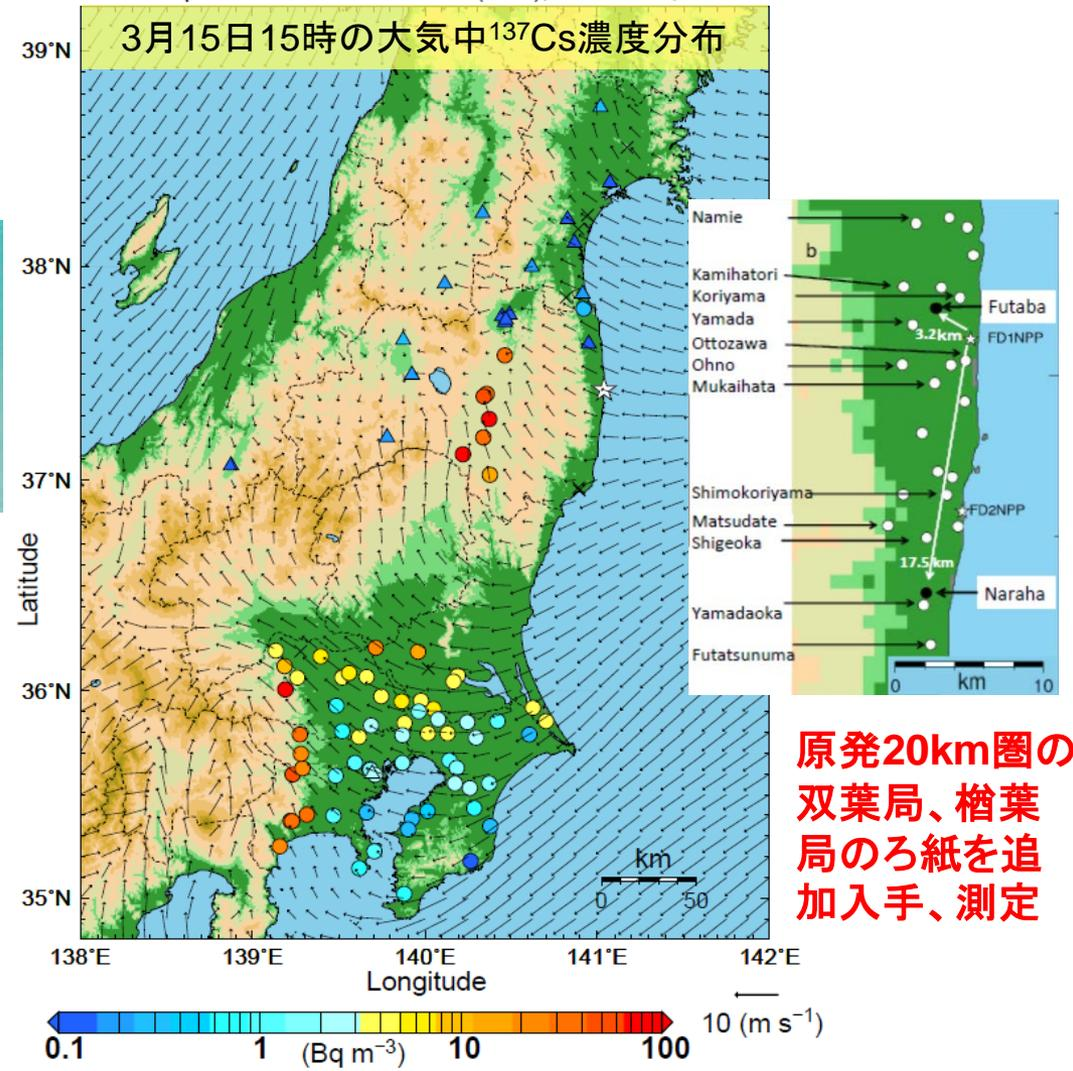 3月15日15時の大気中¹³⁷Cs濃度分布
39°N
38°N
37°N
36°N
35°N
Latitude
138°E
139°E
140°E
141°E
142°E
Longitude
km
0
50
10 (m s⁻¹)
0.1
1
(Bq m⁻³)
10
100
b
Namie
Kamihatori
Koriyama
Yamada
Ottozawa
Ohno
Mukaihata
Shimokoriyama
Matsudate
Shigeoka
Yamadaoka
Futatsunuma
Futaba
3.2km
FD1NPP
FD2NPP
17.5km
Naraha
0
km
10
原発20km圏の
双葉局、楢葉
局のろ紙を追
加入手、測定